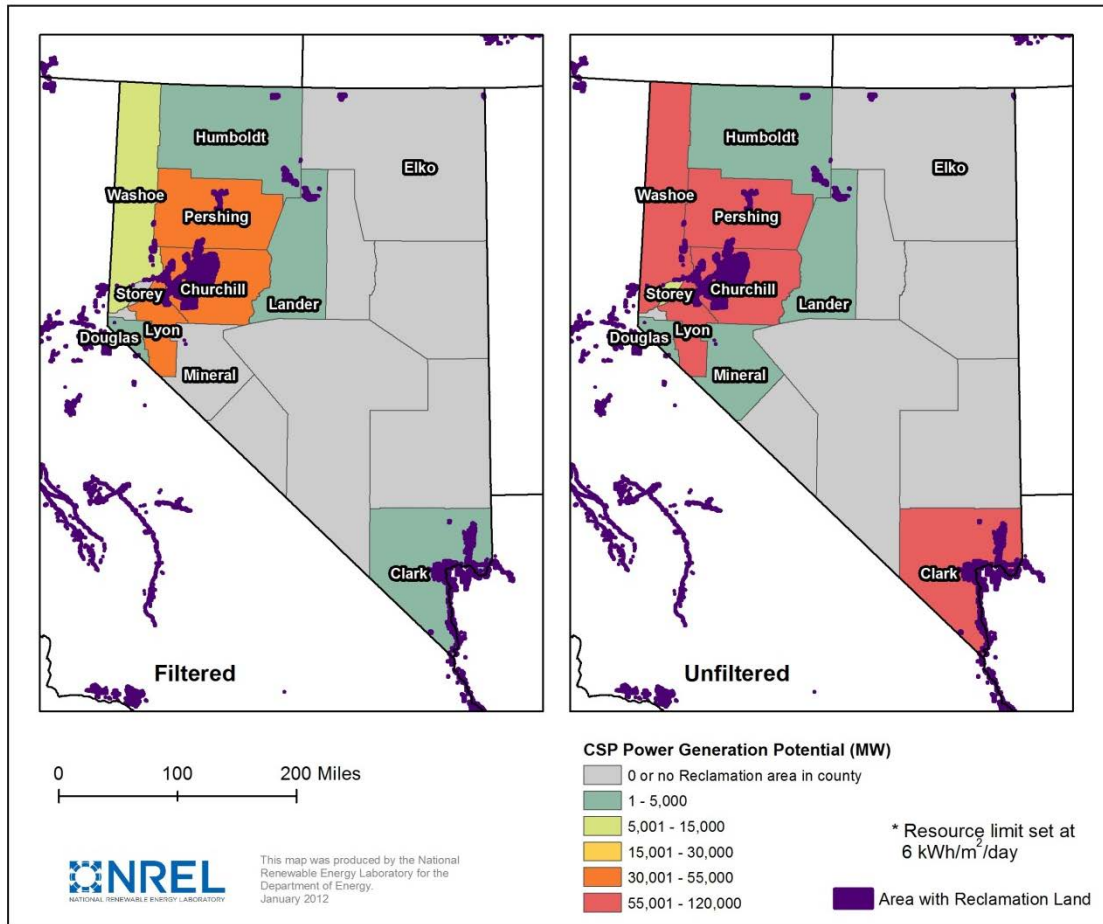 Humboldt
Elko
Washoe
Pershing
Storey
Churchill
Lander
Douglas
Lyon
Mineral
Clark
Filtered
Humboldt
Elko
Washoe
Pershing
Storey
Churchill
Lander
Douglas
Lyon
Mineral
Clark
Unfiltered
0 100 200 Miles
NREL
NATIONAL RENEWABLE ENERGY LABORATORY
This map was produced by the National
Renewable Energy Laboratory for the
Department of Energy.
January 2012
CSP Power Generation Potential (MW)
0 or no Reclamation area in county
1 - 5,000
5,001 - 15,000
15,001 - 30,000
30,001 - 55,000
55,001 - 120,000
* Resource limit set at
6 kWh/m²/day
Area with Reclamation Land